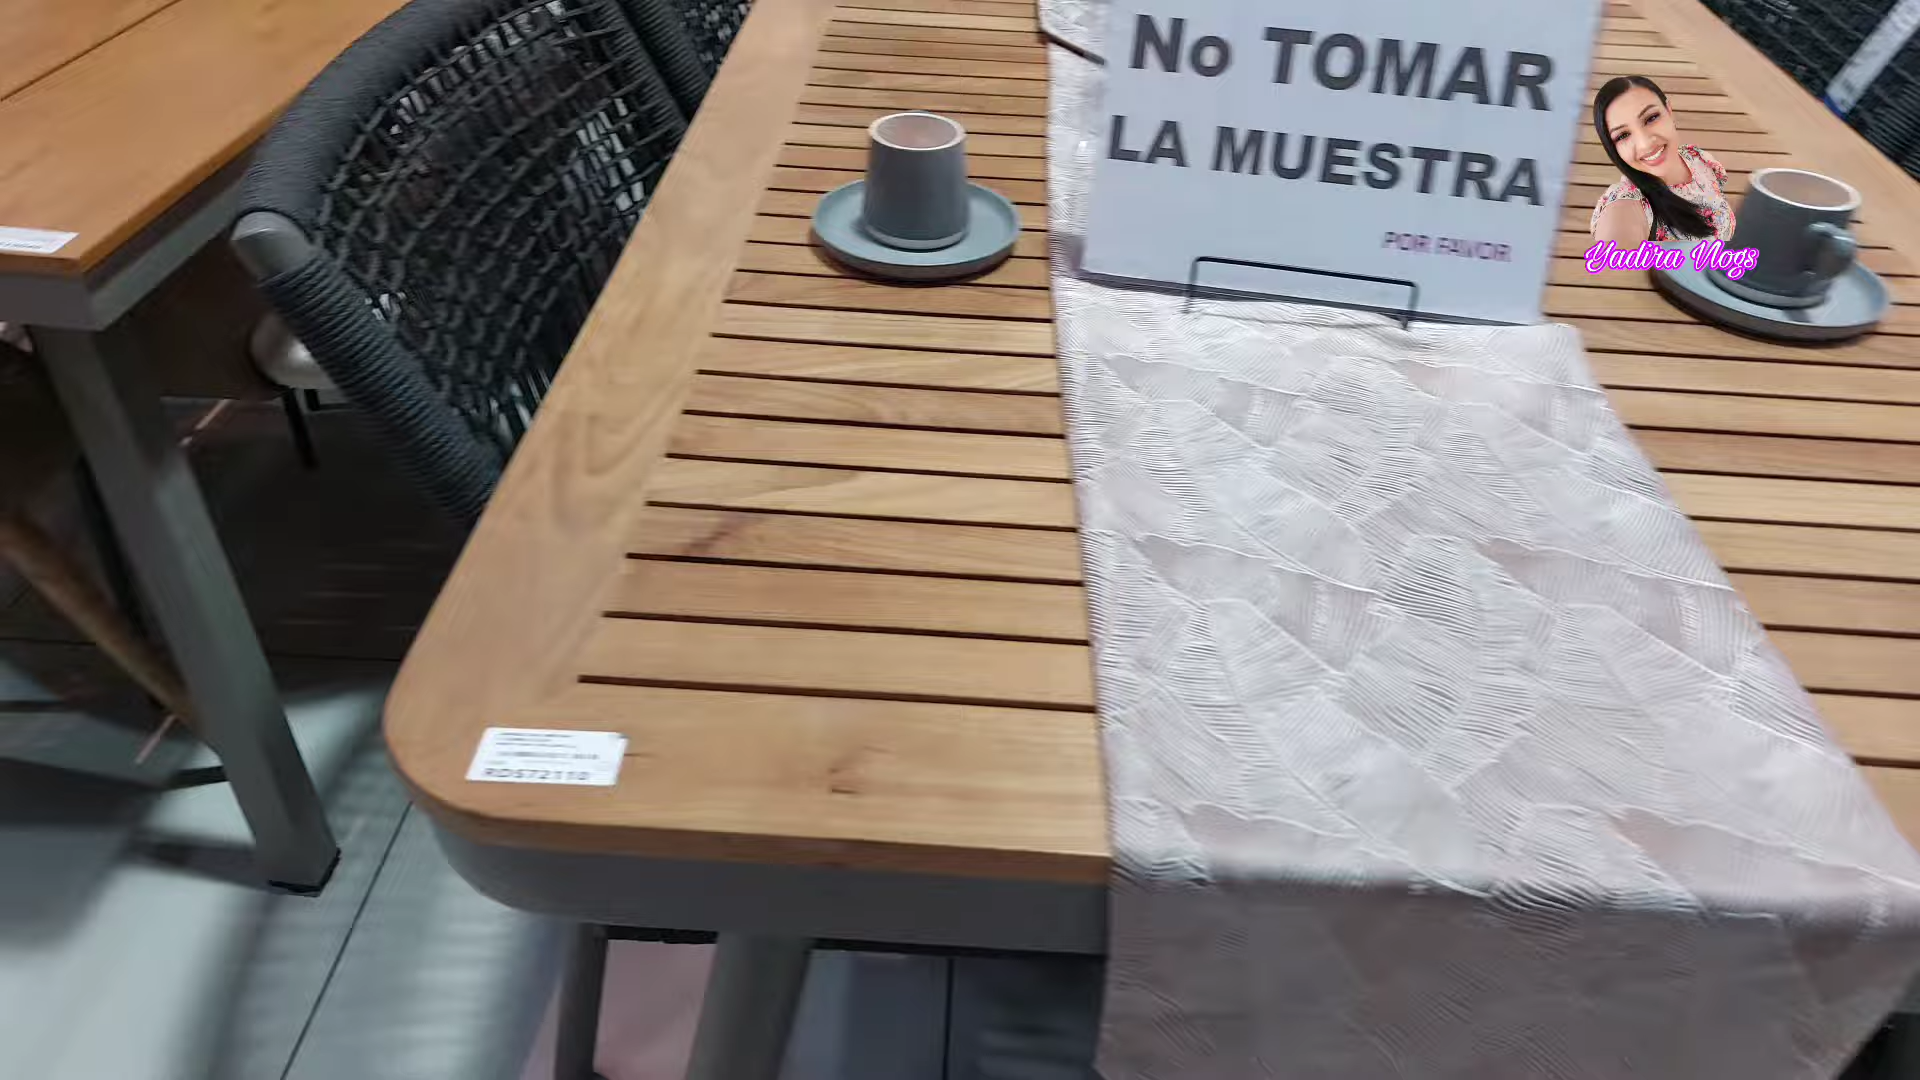 No TOMAR
LA MUESTRA
POR FAVOR
Yadira Vlogs
RDS72110